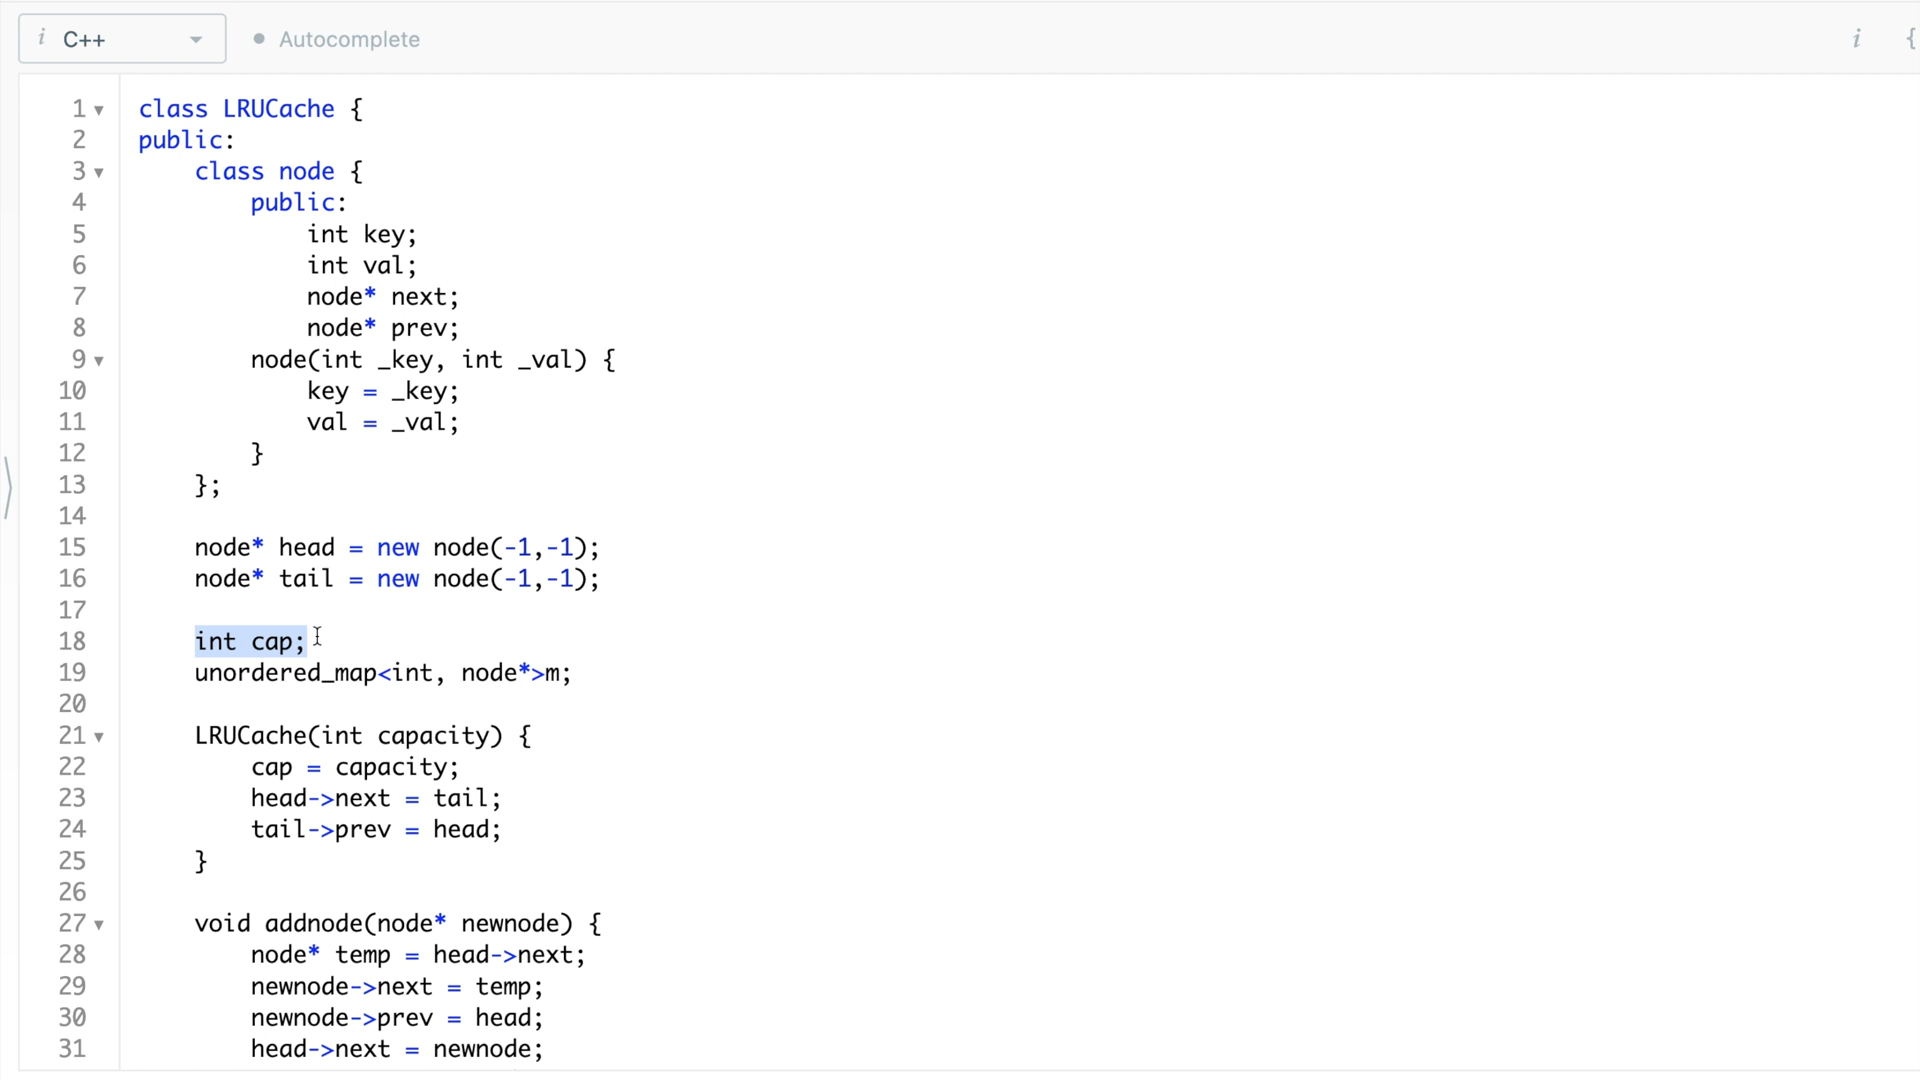 i C++ Autocomplete i {
1 class LRUCache {
2 public:
3 class node {
4 public:
5 int key;
6 int val;
7 node* next;
8 node* prev;
9 node(int _key, int _val) {
10 key = _key;
11 val = _val;
12 }
13 };
14
15 node* head = new node(-1,-1);
16 node* tail = new node(-1,-1);
17
18 int cap;
19 unordered_map<int, node*>m;
20
21 LRUCache(int capacity) {
22 cap = capacity;
23 head->next = tail;
24 tail->prev = head;
25 }
26
27 void addnode(node* newnode) {
28 node* temp = head->next;
29 newnode->next = temp;
30 newnode->prev = head;
31 head->next = newnode;